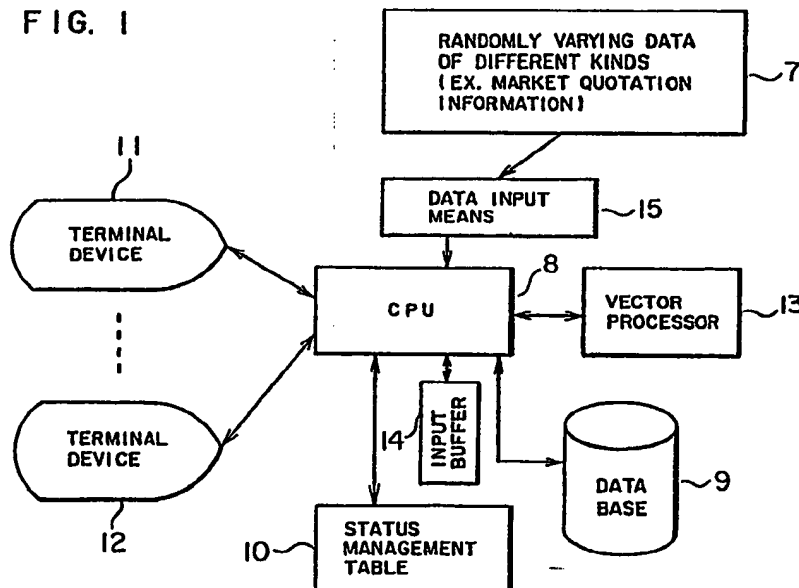 FIG. 1
RANDOMLY VARYING DATA
OF DIFFERENT KINDS
(EX. MARKET QUOTATION
INFORMATION)
7
11
TERMINAL
DEVICE
DATA INPUT
MEANS
15
8
CPU
VECTOR
PROCESSOR
13
TERMINAL
DEVICE
12
14
INPUT
BUFFER
DATA
BASE
9
10
STATUS
MANAGEMENT
TABLE